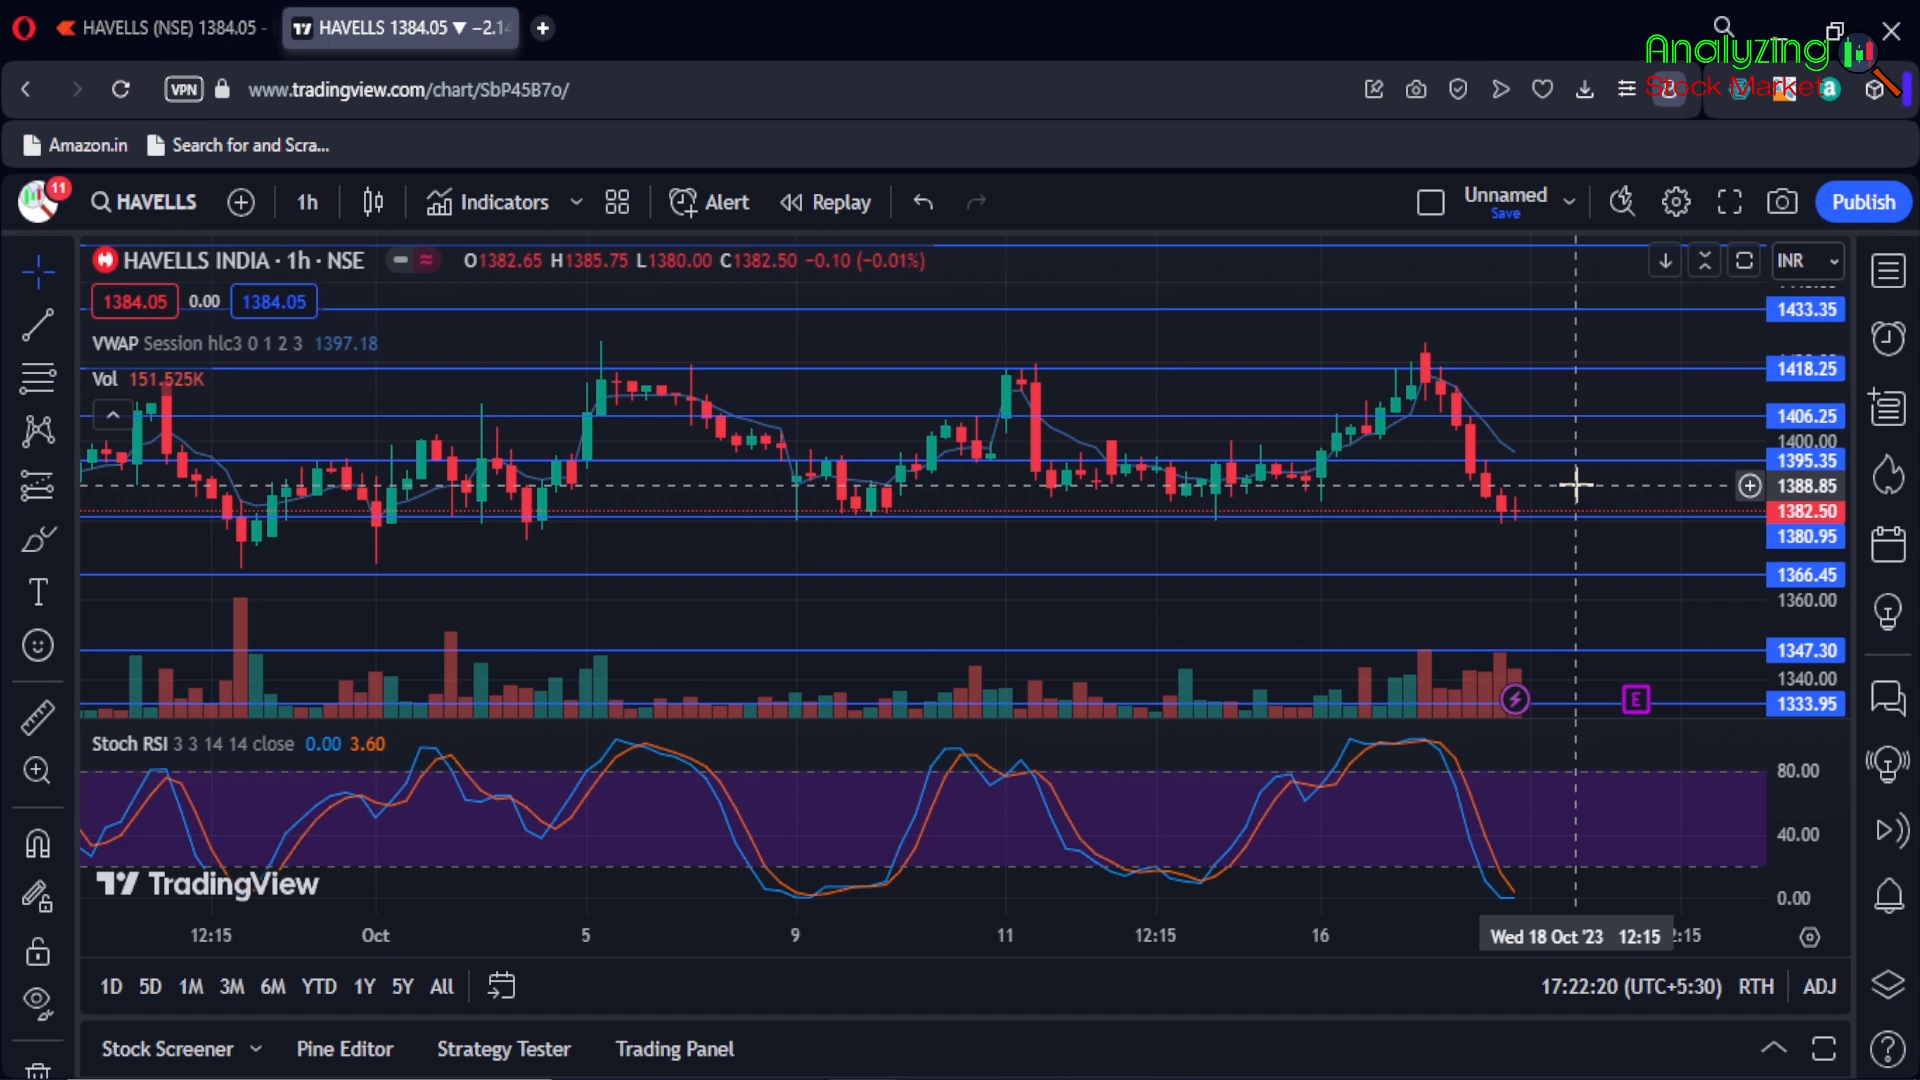 HAVELLS (NSE) 1384.05 -
HAVELLS 1384.05 ▼ −2.14
Analyzing
Stock Market
VPN
www.tradingview.com/chart/SbP45B7o/
a
Amazon.in
Search for and Scra...
11
HAVELLS
1h
Indicators
Alert
Replay
Unnamed
Save
Publish
HAVELLS INDIA · 1h · NSE
O1382.65 H1385.75 L1380.00 C1382.50 −0.10 (−0.01%)
INR
1384.05
0.00
1384.05
1433.35
VWAP Session hlc3 0 1 2 3 1397.18
Vol 151.525K
1418.25
1406.25
1400.00
1395.35
1388.85
1382.50
1380.95
1366.45
1360.00
1347.30
1340.00
1333.95
E
Stoch RSI 3 3 14 14 close 0.00 3.60
80.00
40.00
0.00
TradingView
12:15
Oct
5
9
11
12:15
16
Wed 18 Oct '23 12:15
2:15
1D 5D 1M 3M 6M YTD 1Y 5Y All
17:22:20 (UTC+5:30)
RTH
ADJ
Stock Screener
Pine Editor
Strategy Tester
Trading Panel